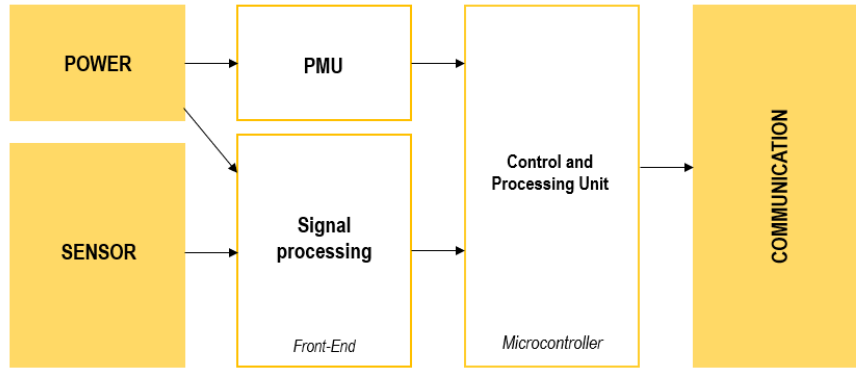 POWER
PMU
SENSOR
Signal
processing
Front-End
Control and
Processing Unit
Microcontroller
COMMUNICATION